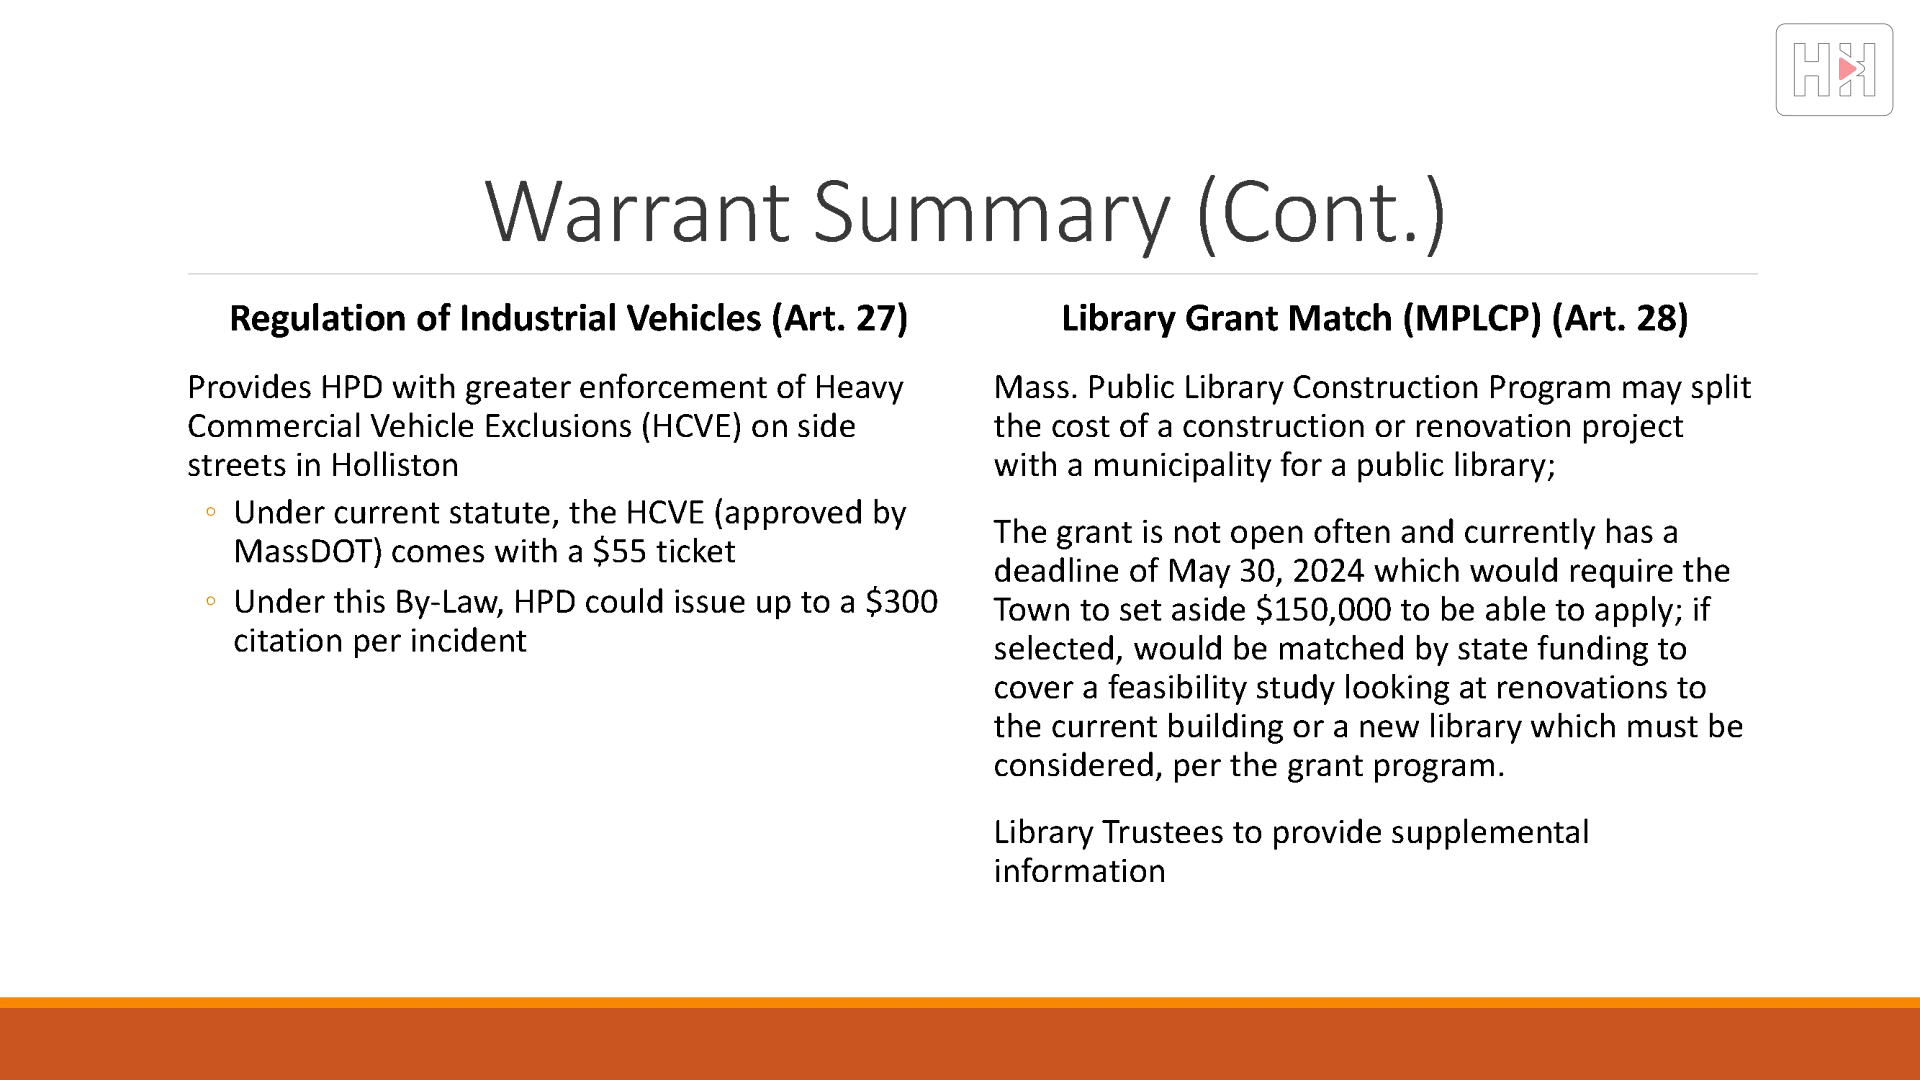 HH
Warrant Summary (Cont.)
Regulation of Industrial Vehicles (Art. 27)
Provides HPD with greater enforcement of Heavy
Commercial Vehicle Exclusions (HCVE) on side
streets in Holliston
◦ Under current statute, the HCVE (approved by
MassDOT) comes with a $55 ticket
◦ Under this By-Law, HPD could issue up to a $300
citation per incident
Library Grant Match (MPLCP) (Art. 28)
Mass. Public Library Construction Program may split
the cost of a construction or renovation project
with a municipality for a public library;
The grant is not open often and currently has a
deadline of May 30, 2024 which would require the
Town to set aside $150,000 to be able to apply; if
selected, would be matched by state funding to
cover a feasibility study looking at renovations to
the current building or a new library which must be
considered, per the grant program.
Library Trustees to provide supplemental
information